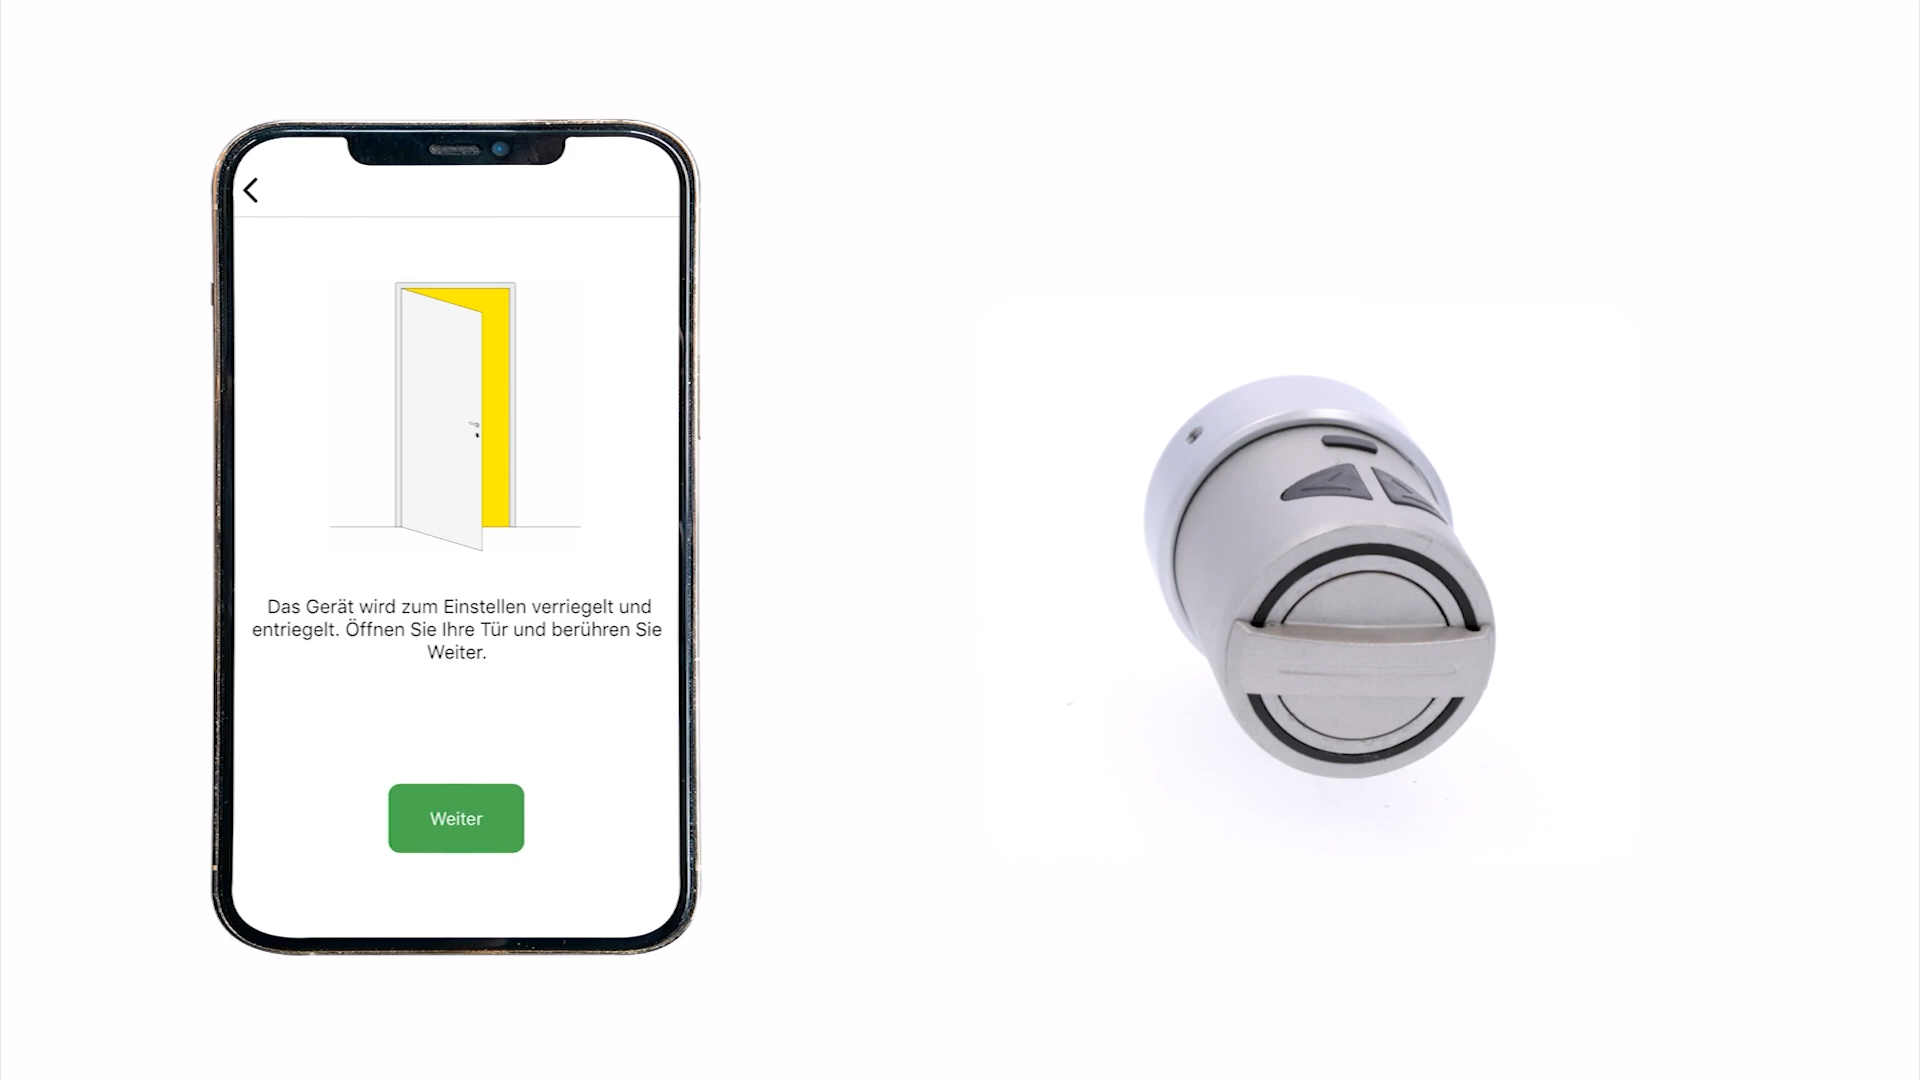 Das Gerät wird zum Einstellen verriegelt und
entriegelt. Öffnen Sie Ihre Tür und berühren Sie
Weiter.
Weiter